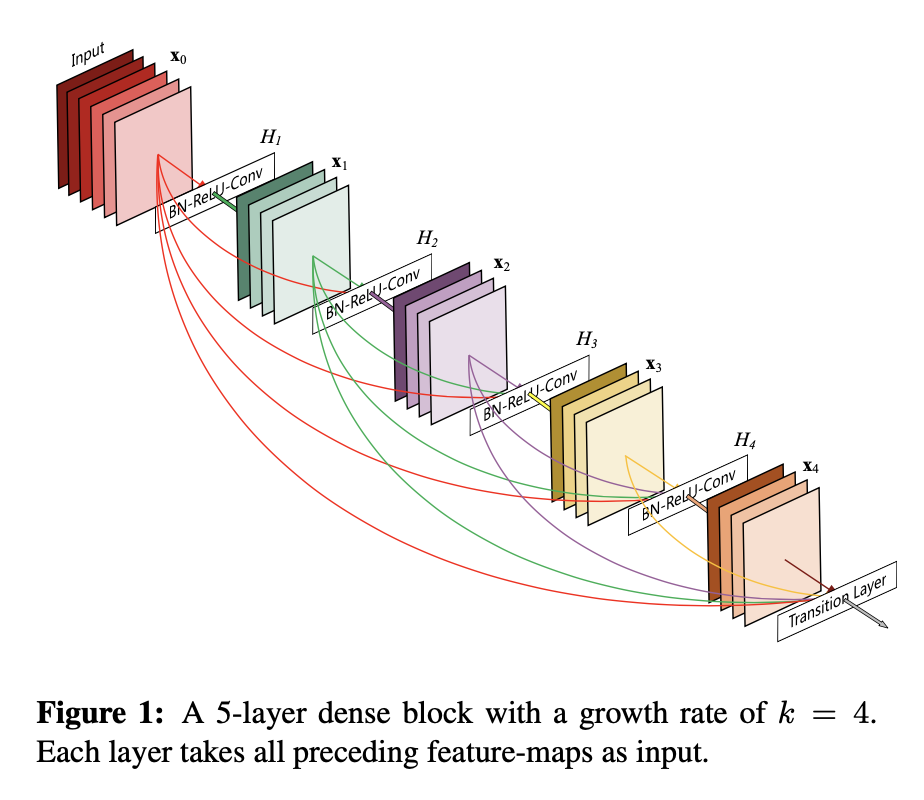 Input
x0
H1
BN-ReLU-Conv
x1
H2
BN-ReLU-Conv
x2
H3
BN-ReLU-Conv
x3
H4
BN-ReLU-Conv
x4
Transition Layer
Figure 1: A 5-layer dense block with a growth rate of k = 4.
Each layer takes all preceding feature-maps as input.